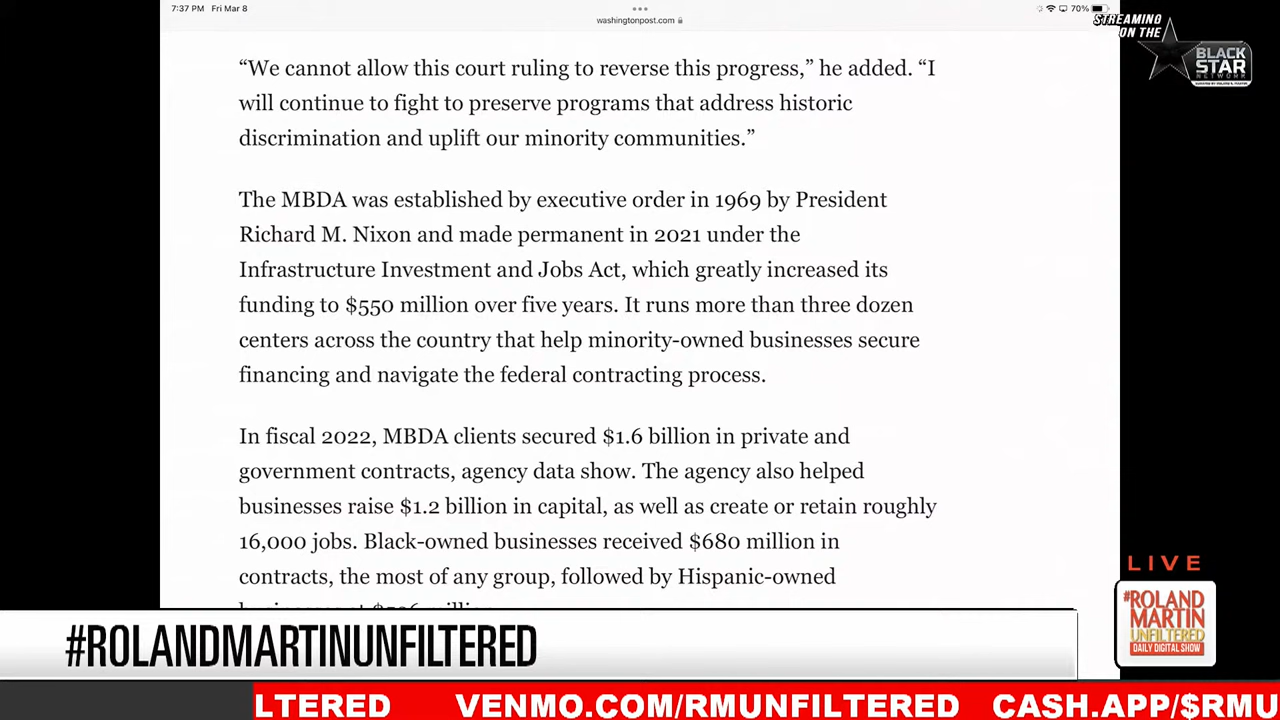 7:37 PM Fri Mar 8
70%
washingtonpost.com
STREAMING
ON THE
BLACK
STAR
NETWORK
“We cannot allow this court ruling to reverse this progress,” he added. “I
will continue to fight to preserve programs that address historic
discrimination and uplift our minority communities.”
The MBDA was established by executive order in 1969 by President
Richard M. Nixon and made permanent in 2021 under the
Infrastructure Investment and Jobs Act, which greatly increased its
funding to $550 million over five years. It runs more than three dozen
centers across the country that help minority-owned businesses secure
financing and navigate the federal contracting process.
In fiscal 2022, MBDA clients secured $1.6 billion in private and
government contracts, agency data show. The agency also helped
businesses raise $1.2 billion in capital, as well as create or retain roughly
16,000 jobs. Black-owned businesses received $680 million in
contracts, the most of any group, followed by Hispanic-owned
LIVE
#ROLAND
MARTIN
UNFILTERED
DAILY DIGITAL SHOW
#ROLANDMARTINUNFILTERED
LTERED VENMO.COM/RMUNFILTERED CASH.APP/$RMU